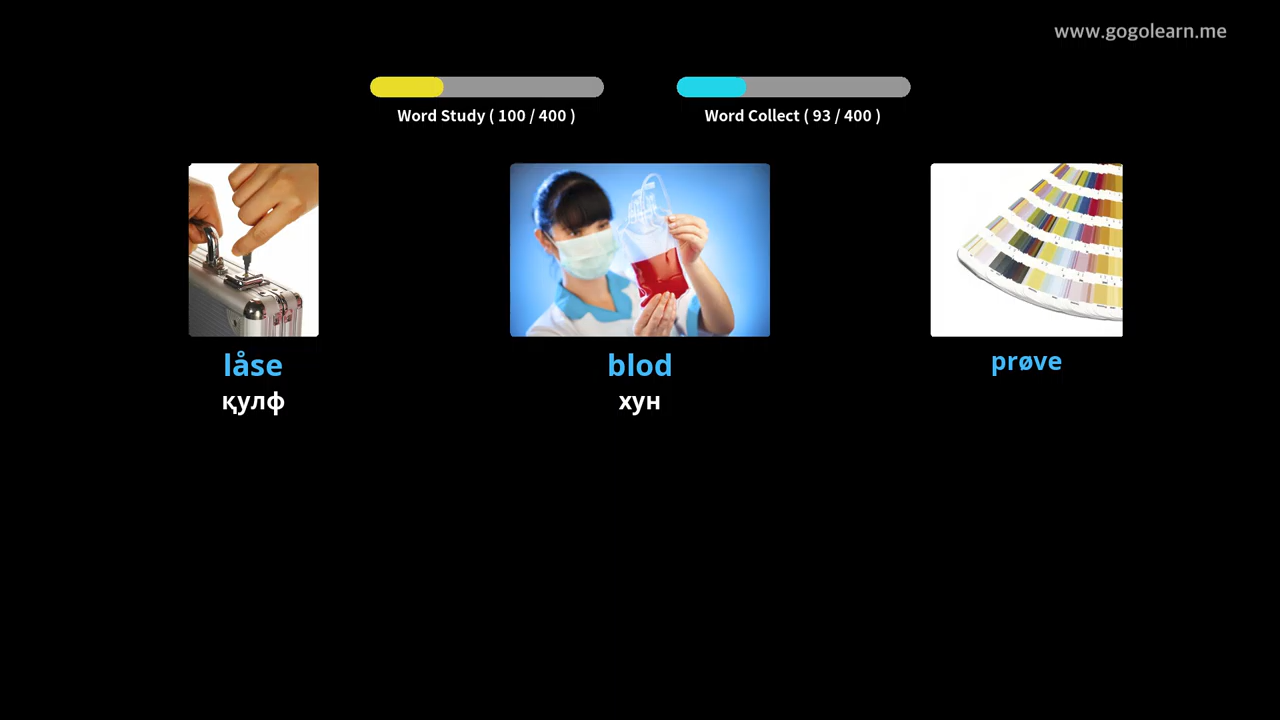 www.gogolearn.me
Word Study ( 100 / 400 )
Word Collect ( 93 / 400 )
låse
қулф
blod
хун
prøve